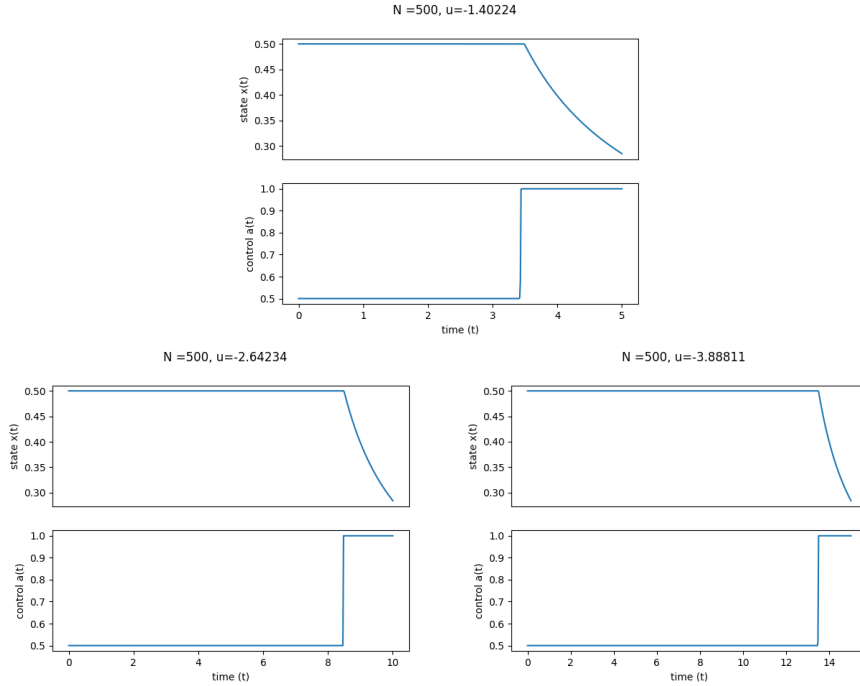 N =500, u=-1.40224
state x(t)
0.50
0.45
0.40
0.35
0.30
control a(t)
1.0
0.9
0.8
0.7
0.6
0.5
0 1 2 3 4 5
time (t)
N =500, u=-2.64234
state x(t)
0.50
0.45
0.40
0.35
0.30
control a(t)
1.0
0.9
0.8
0.7
0.6
0.5
0 2 4 6 8 10
time (t)
N =500, u=-3.88811
state x(t)
0.50
0.45
0.40
0.35
0.30
control a(t)
1.0
0.9
0.8
0.7
0.6
0.5
0 2 4 6 8 10 12 14
time (t)